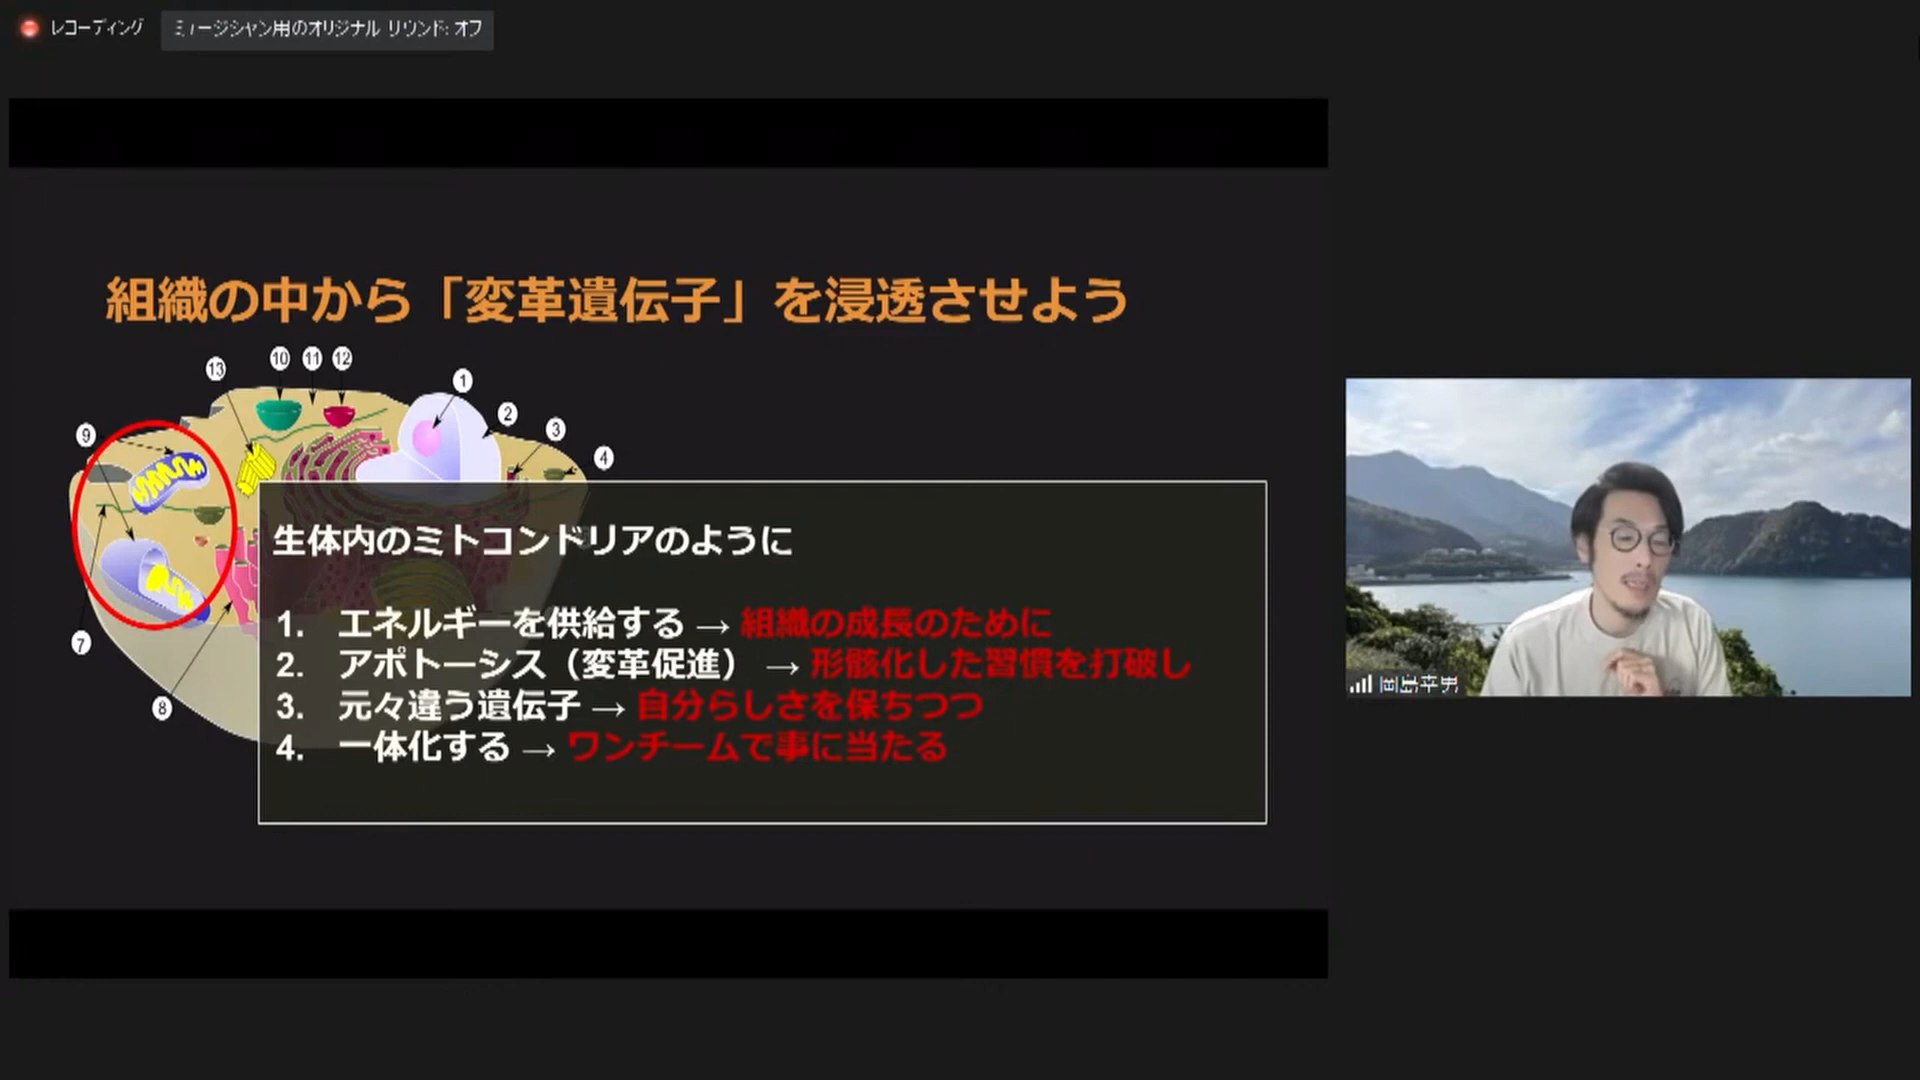 レコーディング
ミュージシャン用のオリジナル サウンド: オフ
組織の中から「変革遺伝子」を浸透させよう
13 10 11 12
1
2
3
4
9
7
8
生体内のミトコンドリアのように
1. エネルギーを供給する → 組織の成長のために
2. アポトーシス（変革促進） → 形骸化した習慣を打破し
3. 元々違う遺伝子 → 自分らしさを保ちつつ
4. 一体化する → ワンチームで事に当たる